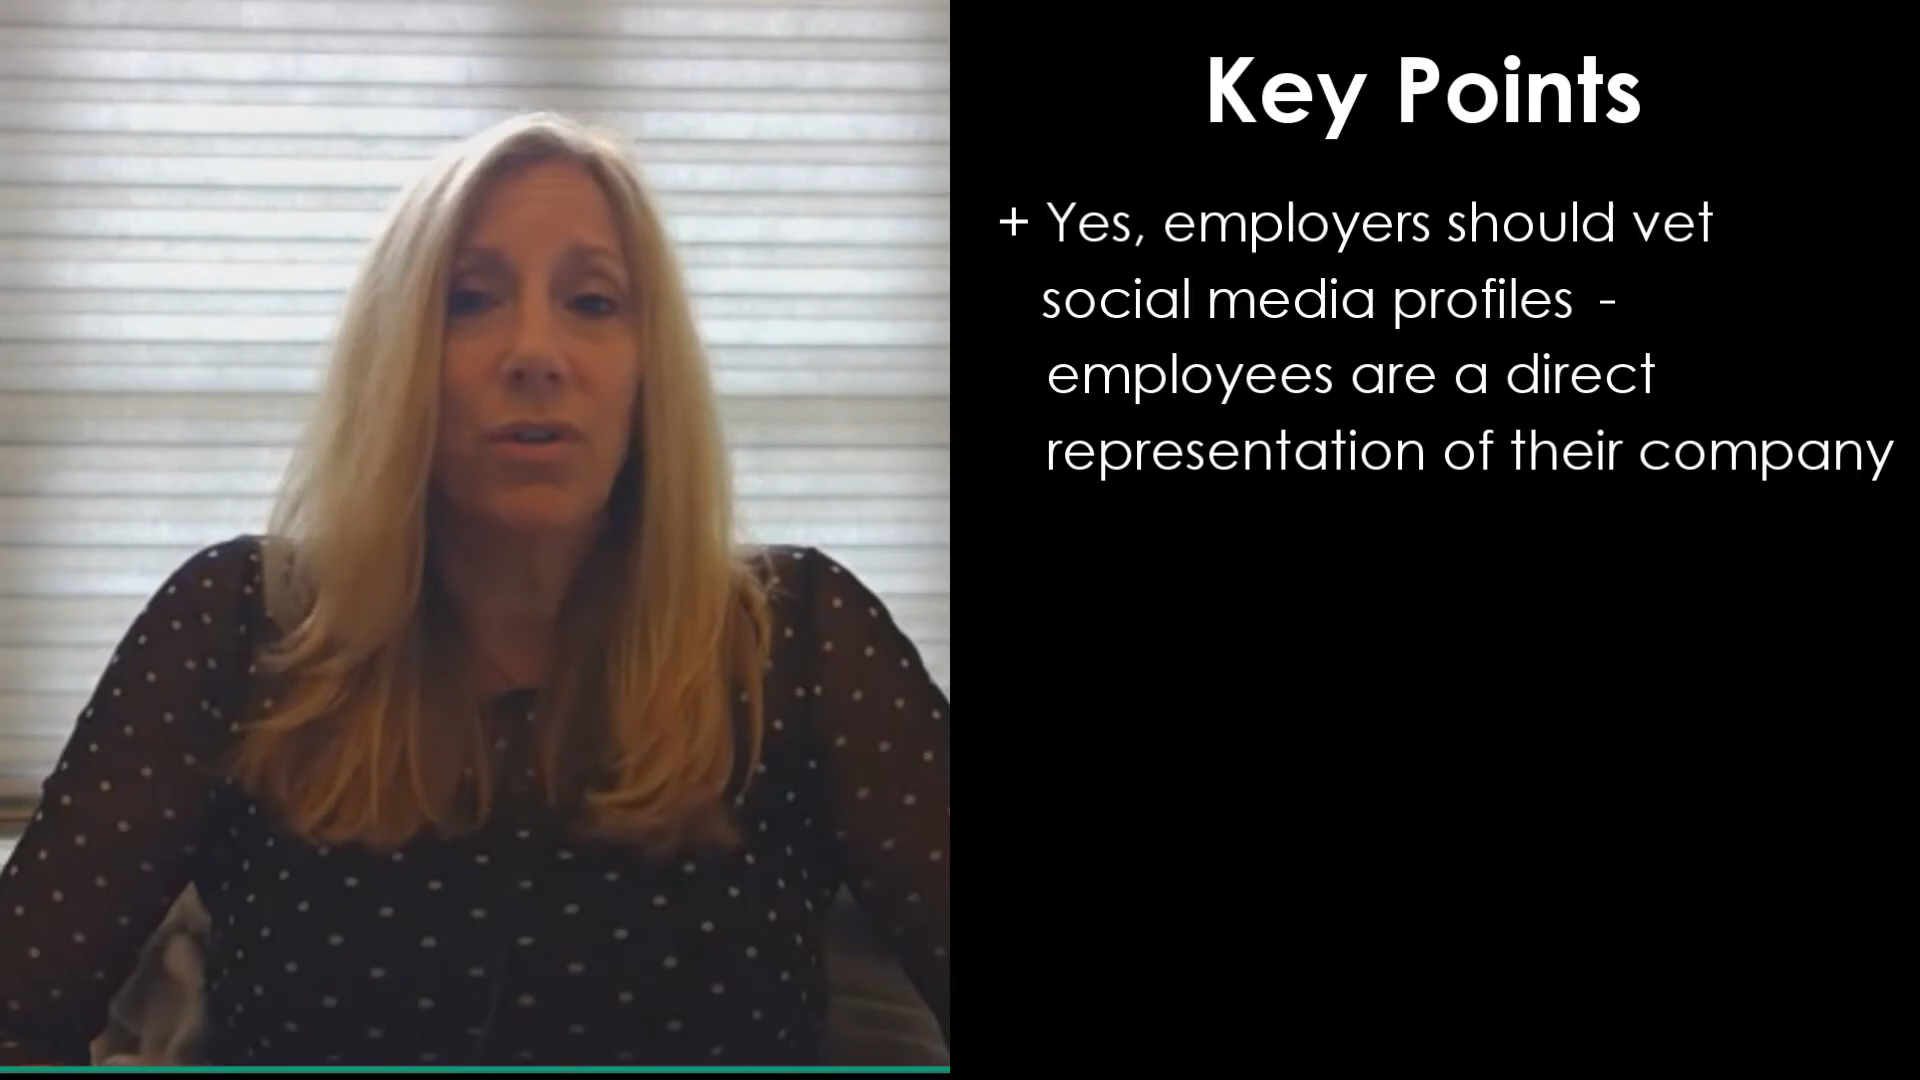 Key Points
+ Yes, employers should vet
social media profiles -
employees are a direct
representation of their company